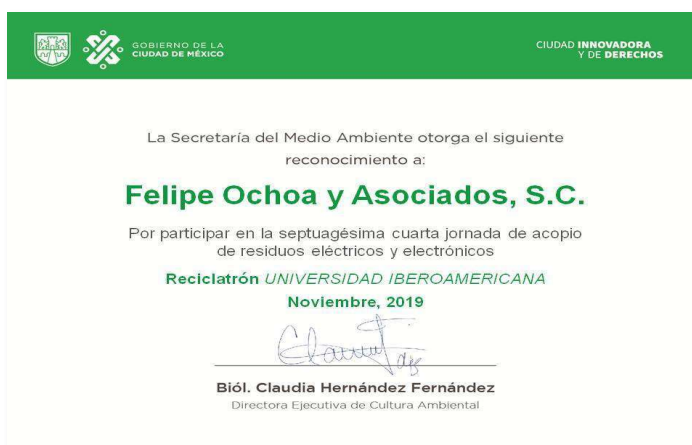 GOBIERNO DE LA
CIUDAD DE MÉXICO
CIUDAD INNOVADORA
Y DE DERECHOS
La Secretaría del Medio Ambiente otorga el siguiente
reconocimiento a:
Felipe Ochoa y Asociados, S.C.
Por participar en la septuagésima cuarta jornada de acopio
de residuos eléctricos y electrónicos
Reciclatrón UNIVERSIDAD IBEROAMERICANA
Noviembre, 2019
Biól. Claudia Hernández Fernández
Directora Ejecutiva de Cultura Ambiental